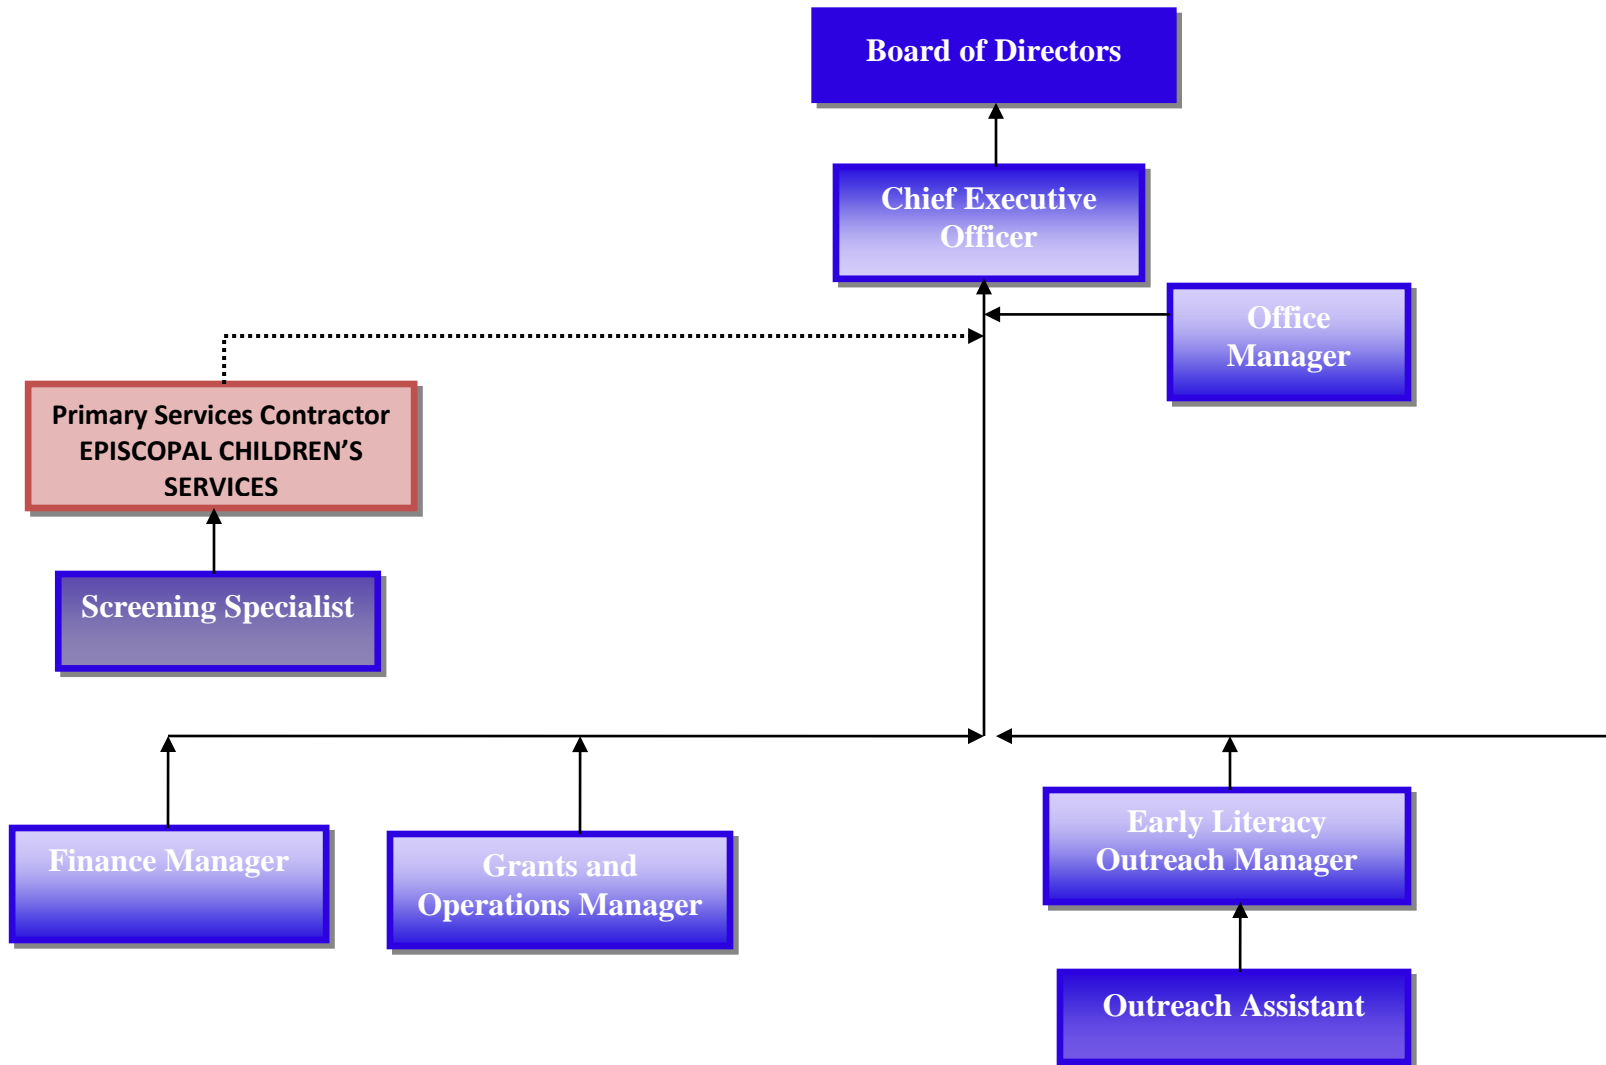 Board of Directors
Chief Executive
Officer
Office
Manager
Primary Services Contractor
EPISCOPAL CHILDREN’S
SERVICES
Screening Specialist
Finance Manager
Grants and
Operations Manager
Early Literacy
Outreach Manager
Outreach Assistant